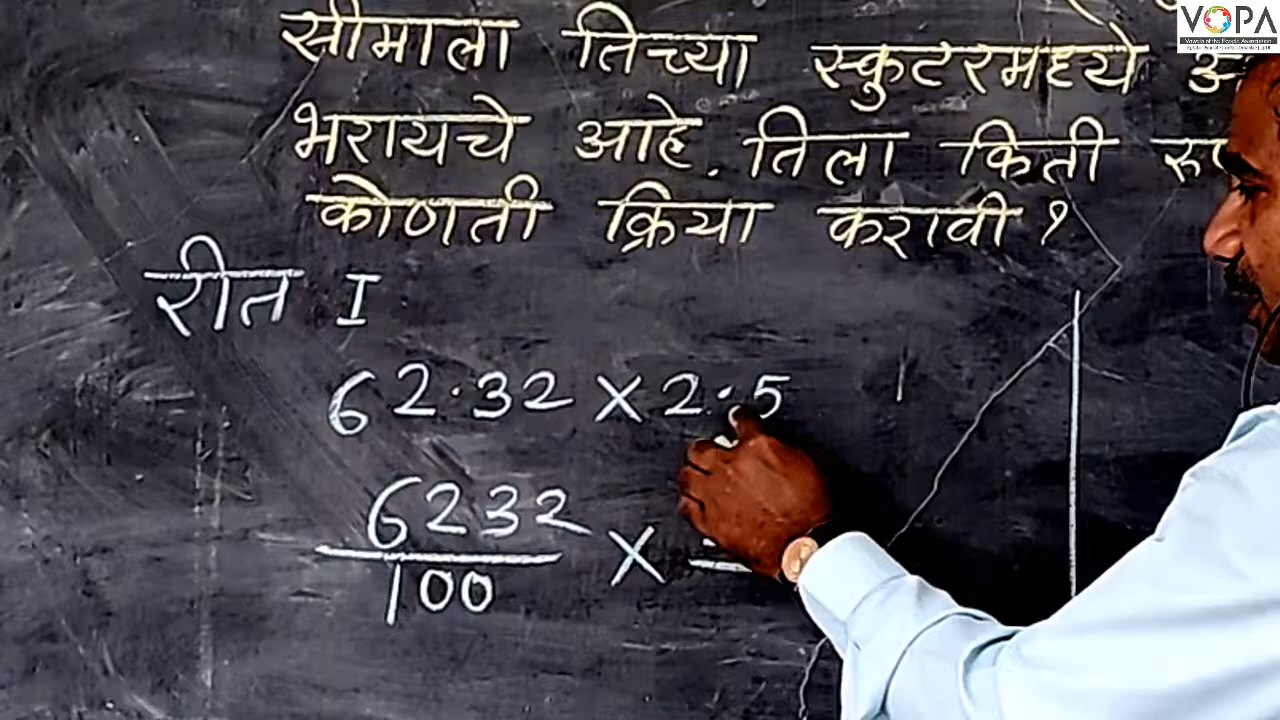 VOPA
सीमाला तिच्या स्कुटरमध्ये
भरायचे आहे. तिला किती
कोणती क्रिया करावी?
रीत I
62.32 × 2.5
6232
×
100